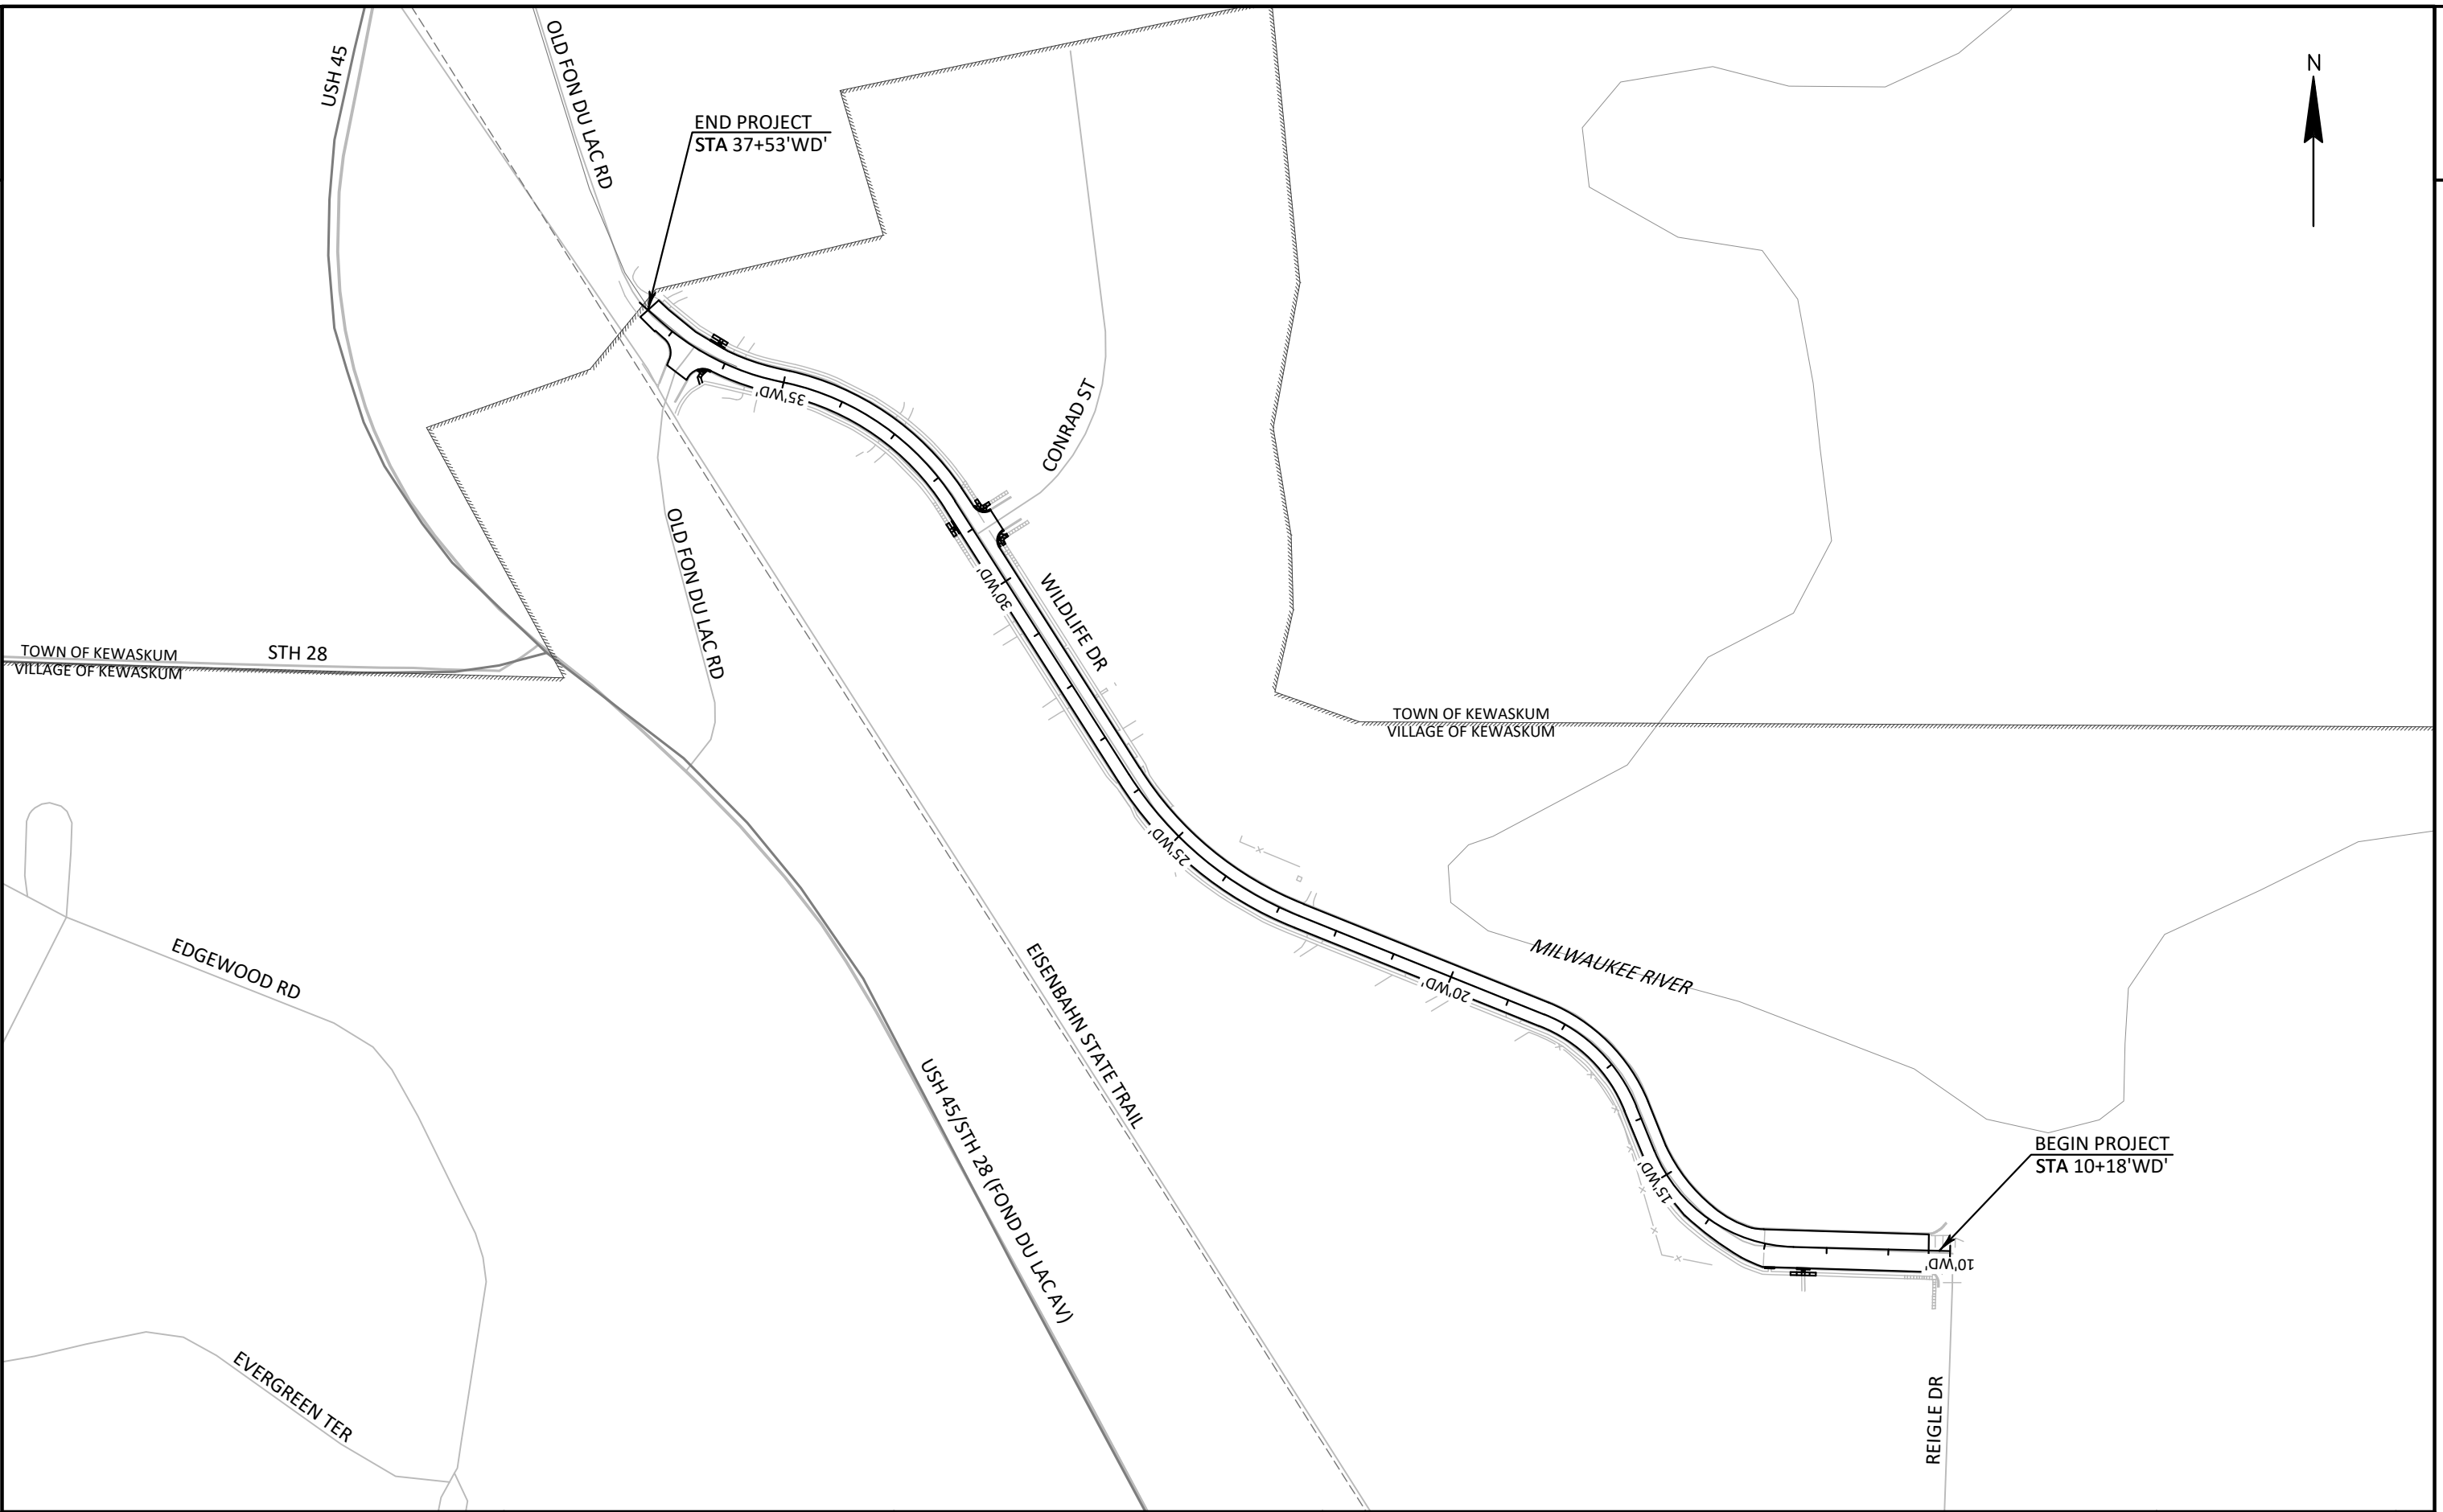 N
USH 45
OLD FON DU LAC RD
END PROJECT
STA 37+53'WD'
35'WD'
CONRAD ST
OLD FON DU LAC RD
30'WD'
WILDLIFE DR
TOWN OF KEWASKUM
VILLAGE OF KEWASKUM
STH 28
TOWN OF KEWASKUM
VILLAGE OF KEWASKUM
25'WD'
EDGEWOOD RD
EISENBAHN STATE TRAIL
20'WD'
MILWAUKEE RIVER
USH 45/STH 28 (FOND DU LAC AV)
15'WD'
BEGIN PROJECT
STA 10+18'WD'
10'WD'
EVERGREEN TER
REIGLE DR